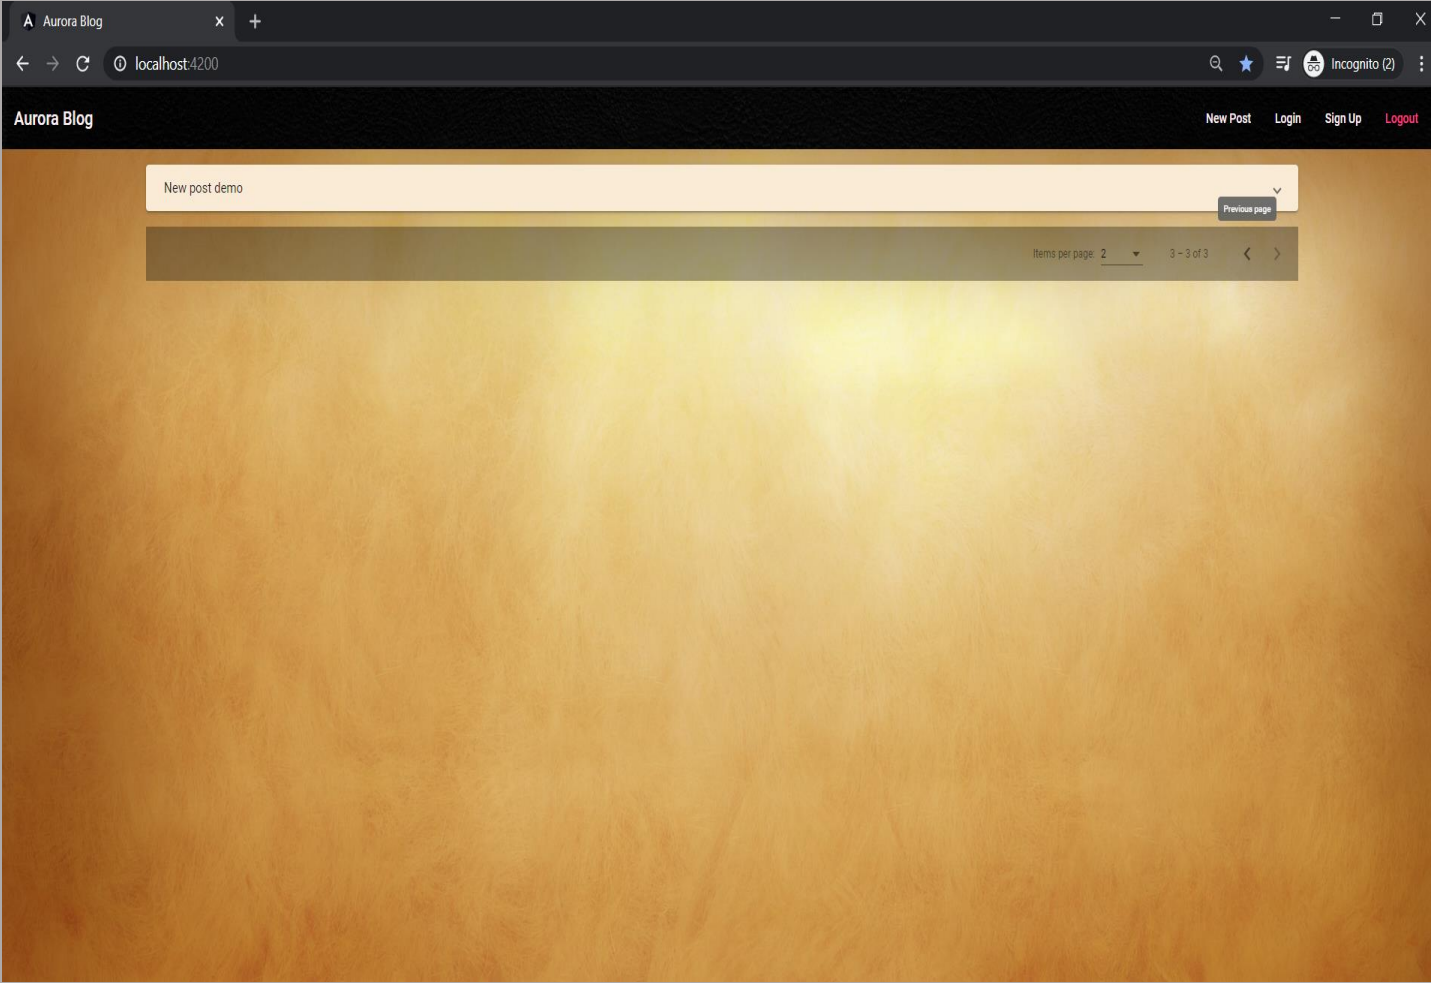 Aurora Blog
localhost:4200
Incognito (2)
Aurora Blog
New Post Login Sign Up Logout
New post demo
Previous page
Items per page: 2 3 – 3 of 3